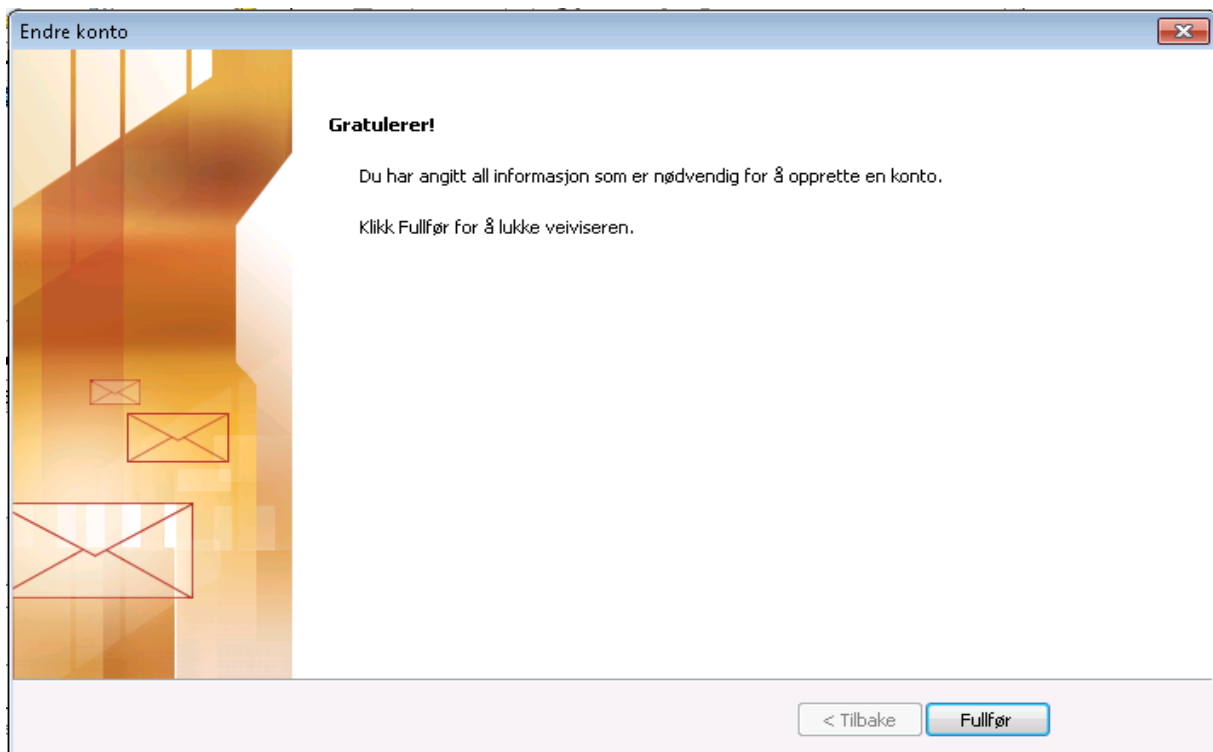 Endre konto
Gratulerer!
Du har angitt all informasjon som er nødvendig for å opprette en konto.
Klikk Fullfør for å lukke veiviseren.
< Tilbake
Fullfør